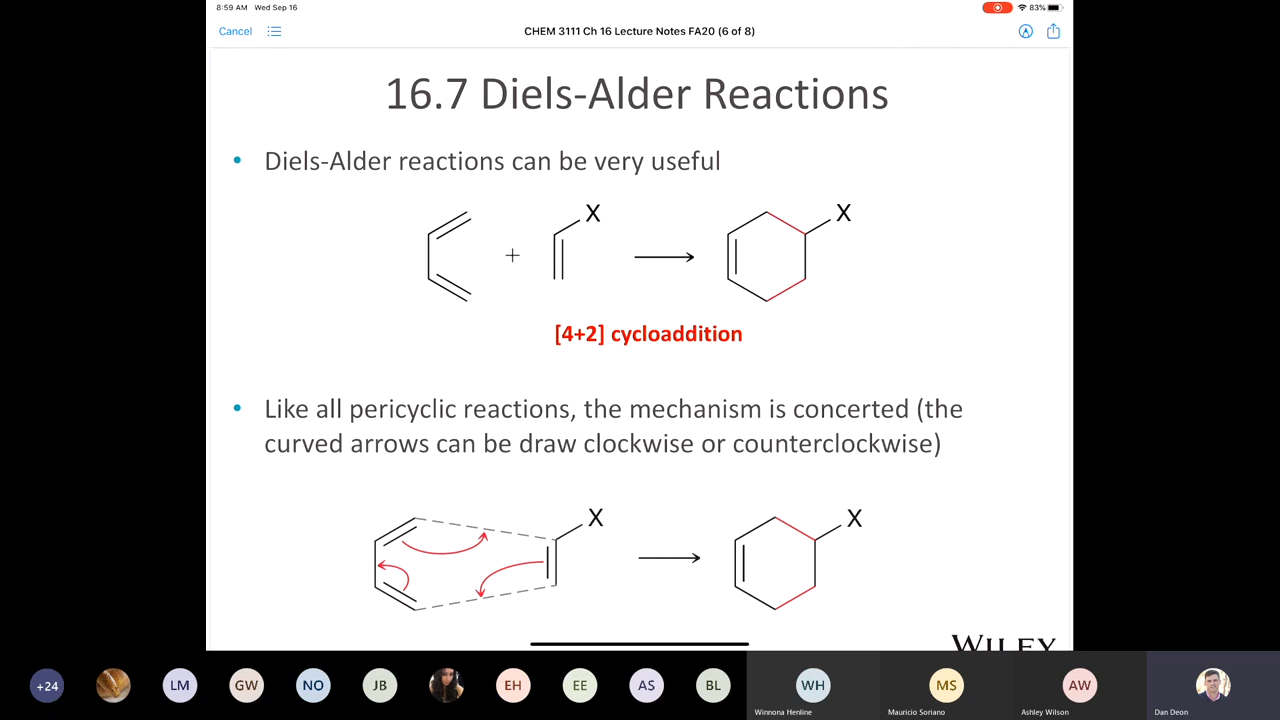 8:59 AM Wed Sep 16
83%
Cancel
CHEM 3111 Ch 16 Lecture Notes FA20 (6 of 8)
16.7 Diels-Alder Reactions
• Diels-Alder reactions can be very useful
X
+
X
X
[4+2] cycloaddition
• Like all pericyclic reactions, the mechanism is concerted (the
curved arrows can be draw clockwise or counterclockwise)
X
X
WILEY
+24
LM
GW
NO
JB
EH
EE
AS
BL
WH
MS
AW
Winnona Henline
Mauricio Soriano
Ashley Wilson
Dan Deon